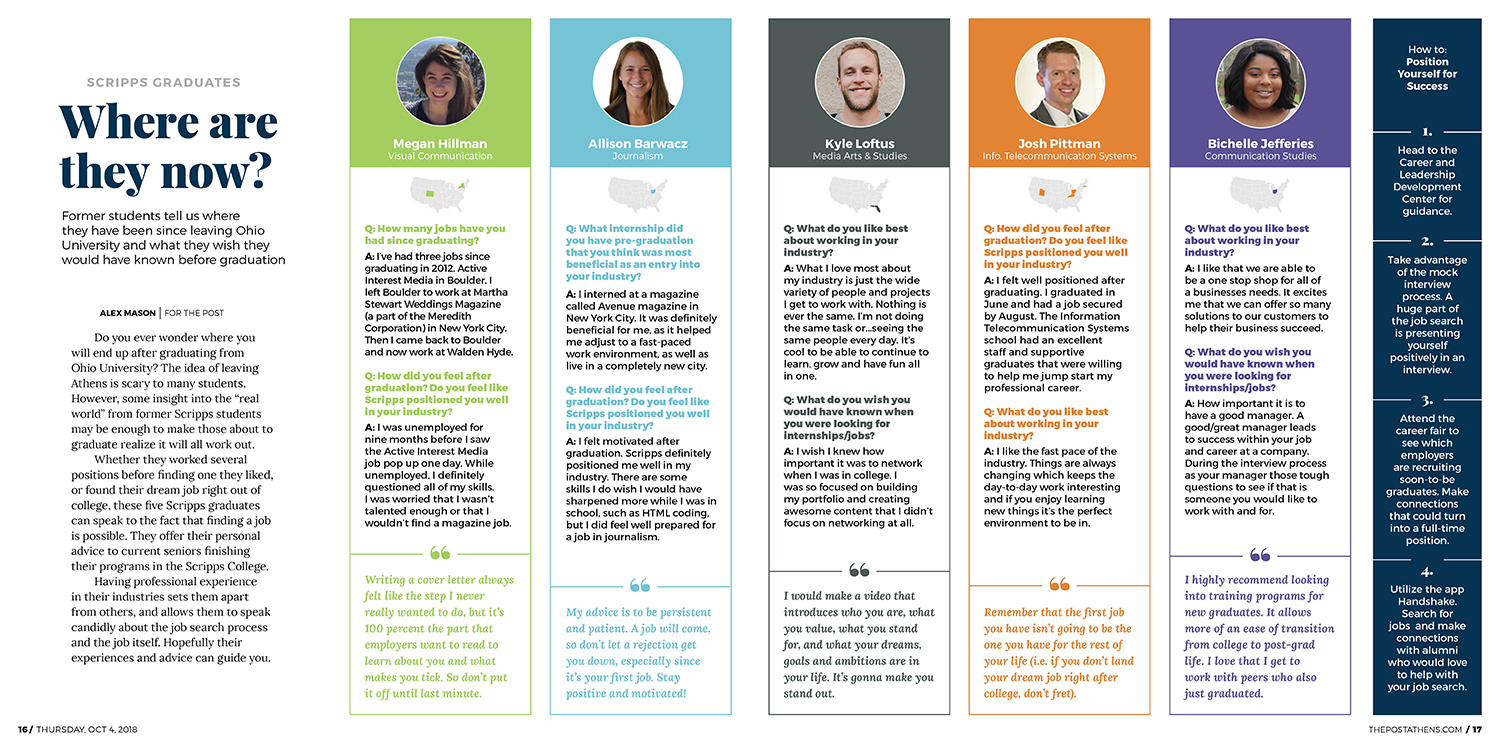 SCRIPPS GRADUATES
Where are
they now?
Former students tell us where
they have been since leaving Ohio
University and what they wish they
would have known before graduation
ALEX MASON | FOR THE POST
Do you ever wonder where you
will end up after graduating from
Ohio University? The idea of leaving
Athens is scary to many students.
However, some insight into the “real
world” from former Scripps students
may be enough to make those about to
graduate realize it will all work out.
Whether they worked several
positions before finding one they liked,
or found their dream job right out of
college, these five Scripps graduates
can speak to the fact that finding a job
is possible. They offer their personal
advice to current seniors finishing
their programs in the Scripps College.
Having professional experience
in their industries sets them apart
from others, and allows them to speak
candidly about the job search process
and the job itself. Hopefully their
experiences and advice can guide you.
Megan Hillman
Visual Communication
Q: How many jobs have you
had since graduating?
A: I’ve had three jobs since
graduating in 2012. Active
Interest Media in Boulder. I
left Boulder to work at Martha
Stewart Weddings Magazine
(a part of the Meredith
Corporation) in New York City.
Then I came back to Boulder
and now work at Walden Hyde.
Q: How did you feel after
graduation? Do you feel like
Scripps positioned you well
in your industry?
A: I was unemployed for
nine months before I saw
the Active Interest Media
job pop up one day. While
unemployed, I definitely
questioned all of my skills.
I was worried that I wasn’t
talented enough or that I
wouldn’t find a magazine job.
Writing a cover letter always
felt like the step I never
really wanted to do, but it’s
100 percent the part that
employers want to read to
learn about you and what
makes you tick. So don’t put
it off until last minute.
Allison Barwacz
Journalism
Q: What internship did
you have pre-graduation
that you think was most
beneficial as an entry into
your industry?
A: I interned at a magazine
called Avenue magazine in
New York City. It was definitely
beneficial for me, as it helped
me adjust to a fast-paced
work environment, as well as
live in a completely new city.
Q: How did you feel after
graduation? Do you feel like
Scripps positioned you well
in your industry?
A: I felt motivated after
graduation. Scripps definitely
positioned me well in my
industry. There are some
skills I do wish I would have
sharpened more while I was in
school, such as HTML coding,
but I did feel well prepared for
a job in journalism.
My advice is to be persistent
and patient. A job will come,
so don’t let a rejection get
you down, especially since
it’s your first job. Stay
positive and motivated!
Kyle Loftus
Media Arts & Studies
Q: What do you like best
about working in your
industry?
A: What I love most about
my industry is just the wide
variety of people and projects
I get to work with. Nothing is
ever the same. I’m not doing
the same task or...seeing the
same people every day. It’s
cool to be able to continue to
learn, grow and have fun all
in one.
Q: What do you wish you
would have known when
you were looking for
internships/jobs?
A: I wish I knew how
important it was to network
when I was in college. I
was so focused on building
my portfolio and creating
awesome content that I didn’t
focus on networking at all.
I would make a video that
introduces who you are, what
you value, what you stand
for, and what your dreams,
goals and ambitions are in
your life. It’s gonna make you
stand out.
Josh Pittman
Info. Telecommunication Systems
Q: How did you feel after
graduation? Do you feel like
Scripps positioned you well
in your industry?
A: I felt well positioned after
graduating. I graduated in
June and had a job secured
by August. The Information
Telecommunication Systems
school had an excellent
staff and supportive
graduates that were willing
to help me jump start my
professional career.
Q: What do you like best
about working in your
industry?
A: I like the fast pace of the
industry. Things are always
changing which keeps the
day-to-day work interesting
and if you enjoy learning
new things it’s the perfect
environment to be in.
Remember that the first job
you have isn’t going to be the
one you have for the rest of
your life (i.e. if you don’t land
your dream job right after
college, don’t fret).
Bichelle Jefferies
Communication Studies
Q: What do you like best
about working in your
industry?
A: I like that we are able to
be a one stop shop for all of
a businesses needs. It excites
me that we can offer so many
solutions to our customers to
help their business succeed.
Q: What do you wish you
would have known when
you were looking for
internships/jobs?
A: How important it is to
have a good manager. A
good/great manager leads
to success within your job
and career at a company.
During the interview process
as your manager those tough
questions to see if that is
someone you would like to
work with and for.
I highly recommend looking
into training programs for
new graduates. It allows
more of an ease of transition
from college to post-grad
life. I love that I get to
work with peers who also
just graduated.
How to:
Position
Yourself for
Success
1.
Head to the
Career and
Leadership
Development
Center for
guidance.
2.
Take advantage
of the mock
interview
process. A
huge part of
the job search
is presenting
yourself
positively in an
interview.
3.
Attend the
career fair to
see which
employers
are recruiting
soon-to-be
graduates. Make
connections
that could turn
into a full-time
position.
4.
Utilize the app
Handshake.
Search for
jobs and make
connections
with alumni
who would love
to help with
your job search.
16 / THURSDAY, OCT 4, 2018
THEPOSTATHENS.COM / 17